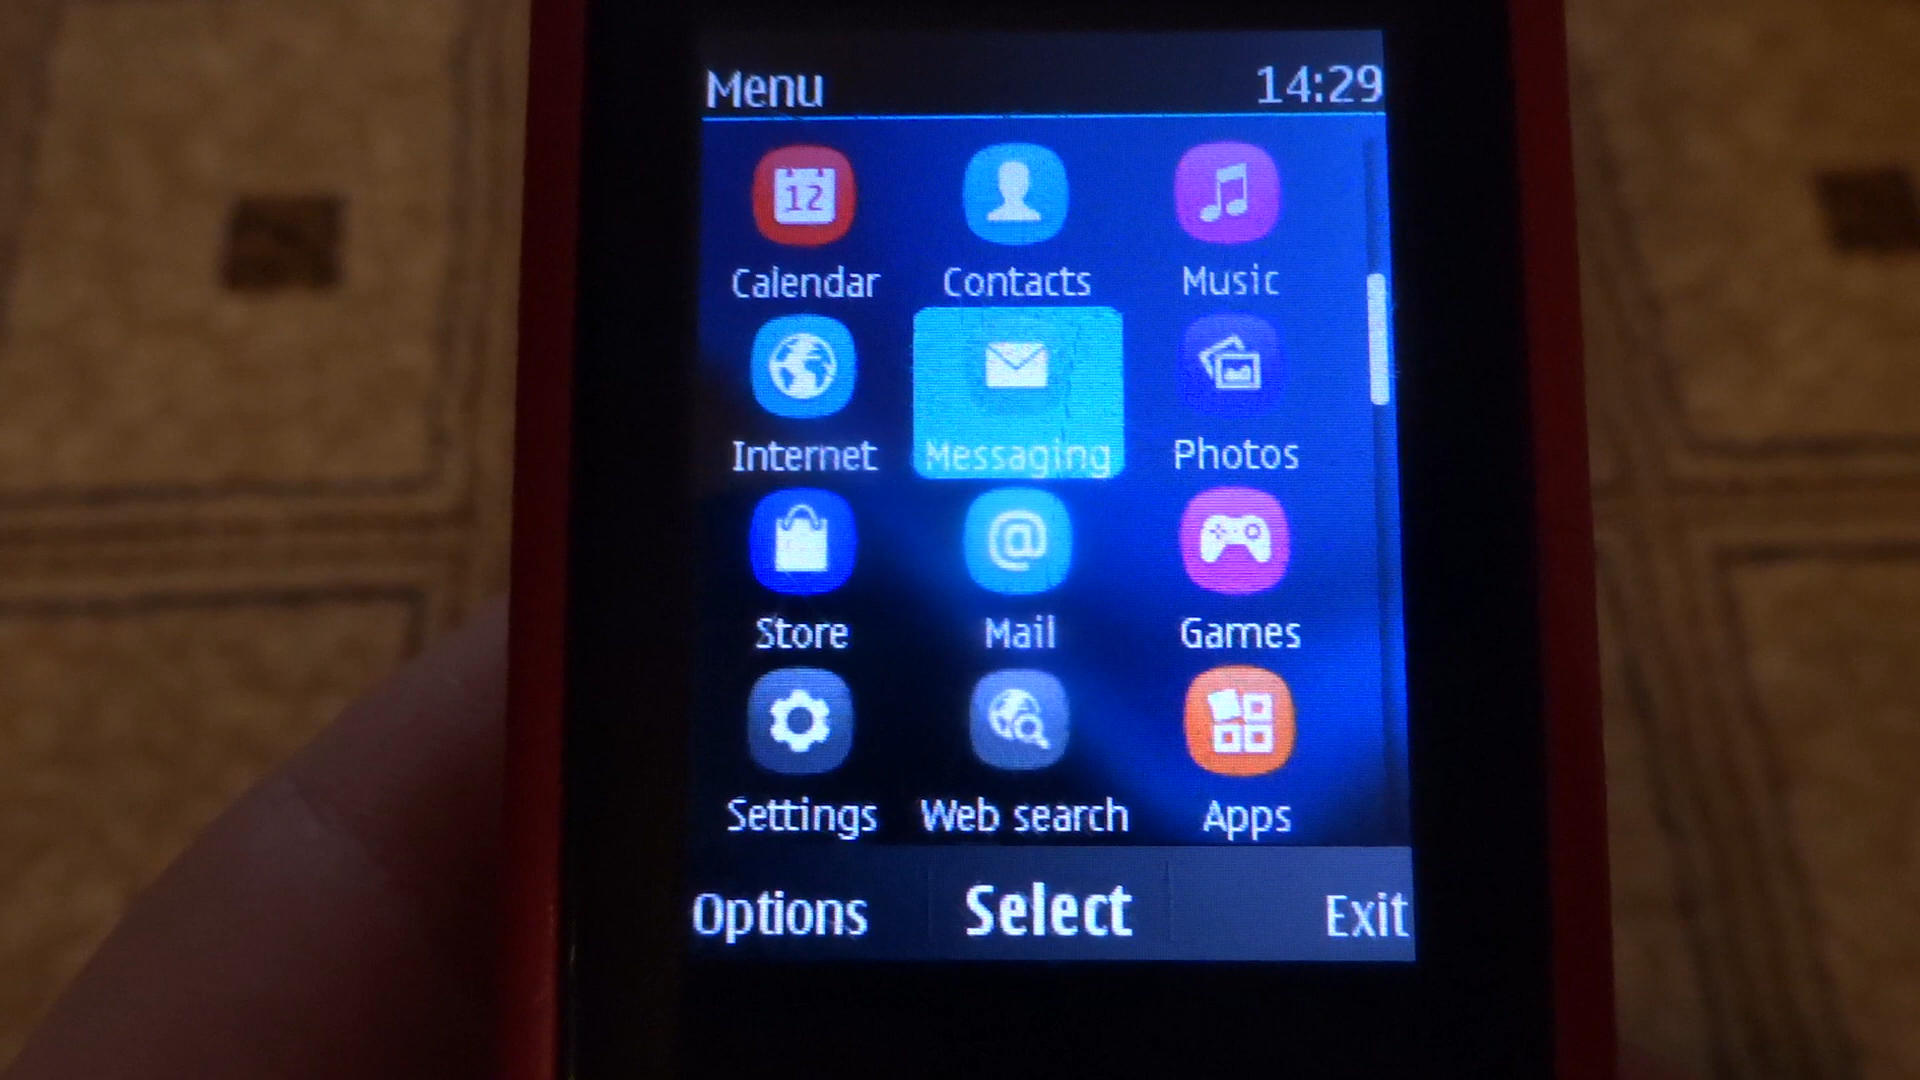 Menu 14:29
12
Calendar Contacts Music
Internet Messaging Photos
@
Store Mail Games
Settings Web search Apps
Options Select Exit